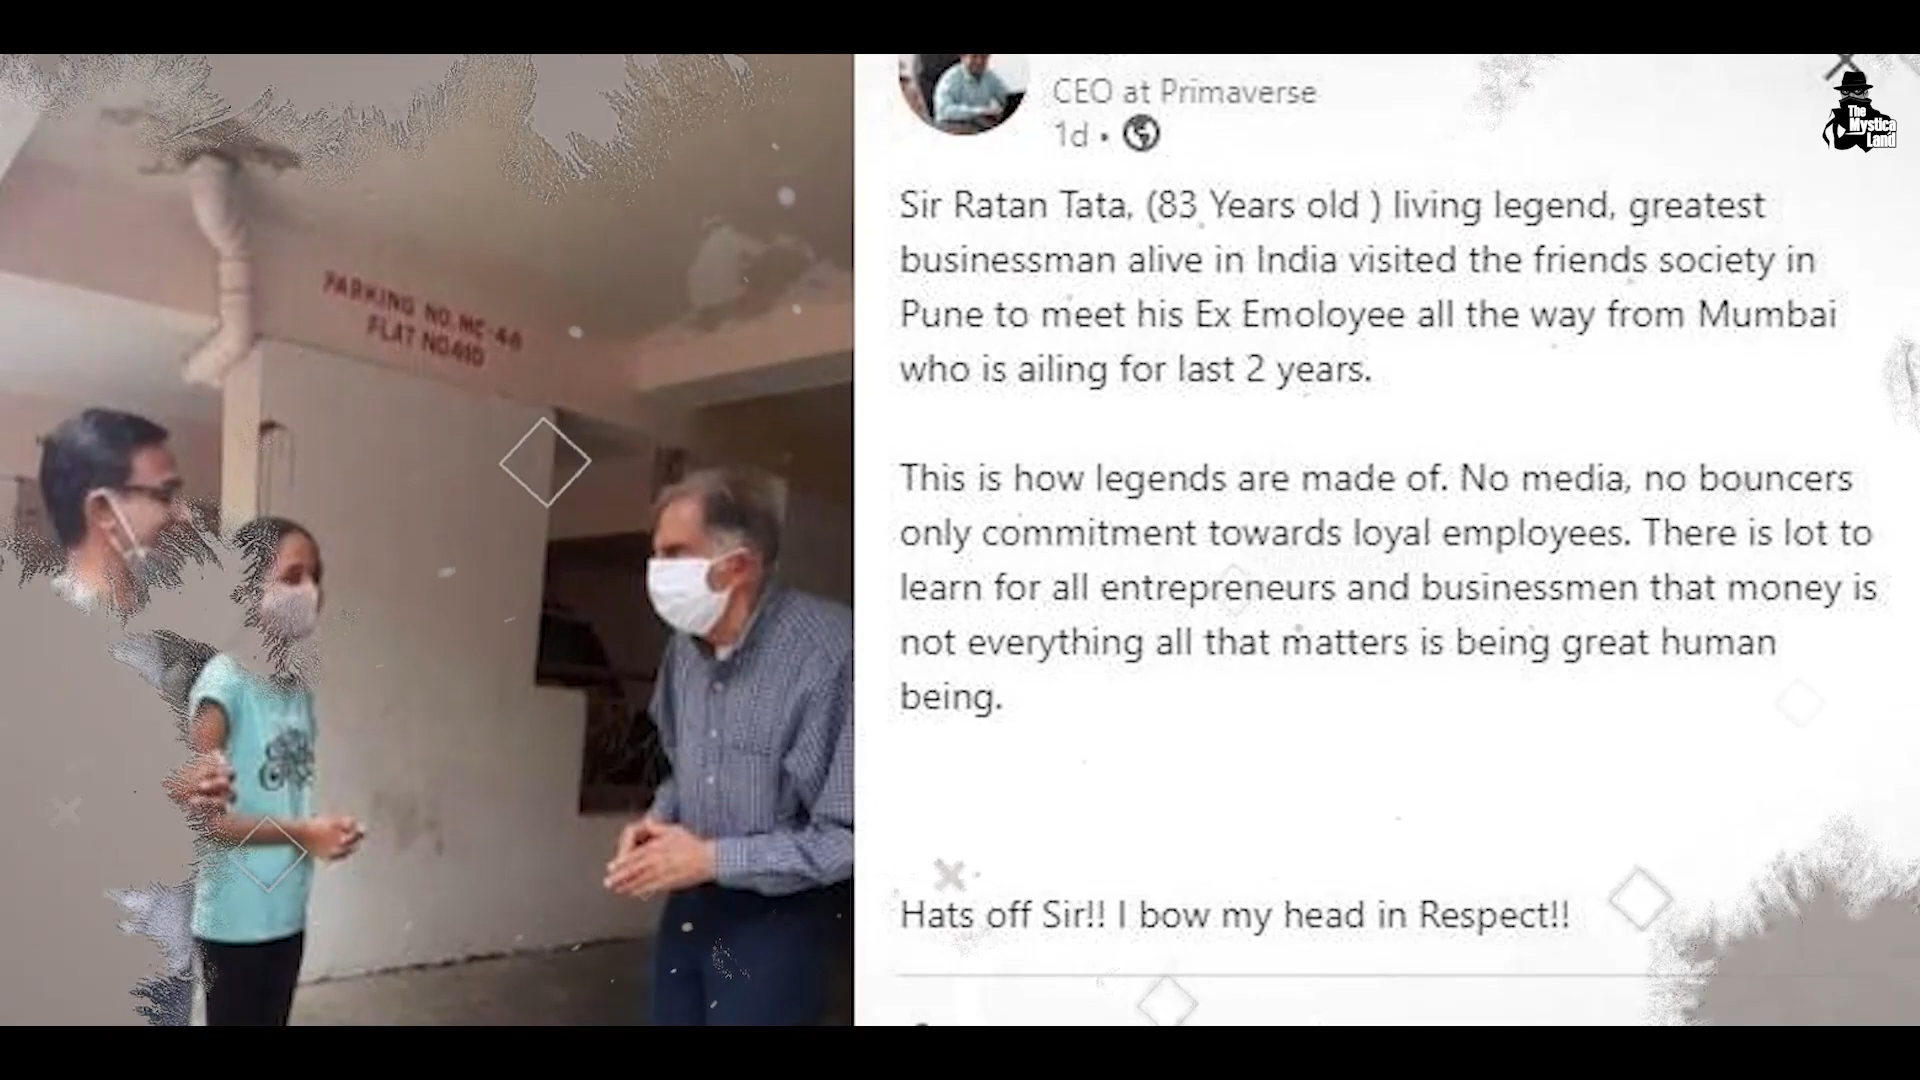 PARKING NO.MC-48
FLAT NO610
CEO at Primaverse
1d •
The
Mystica
Land
Sir Ratan Tata, (83 Years old ) living legend, greatest
businessman alive in India visited the friends society in
Pune to meet his Ex Emoloyee all the way from Mumbai
who is ailing for last 2 years.
This is how legends are made of. No media, no bouncers
only commitment towards loyal employees. There is lot to
learn for all entrepreneurs and businessmen that money is
not everything all that matters is being great human
being.
Hats off Sir!! I bow my head in Respect!!